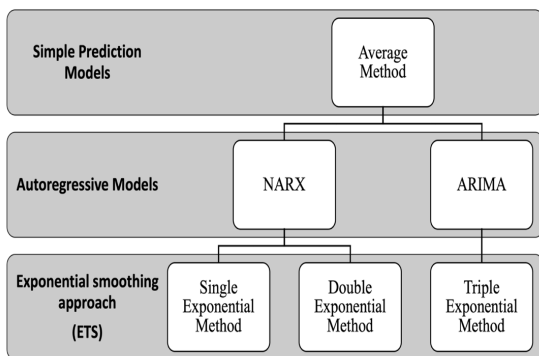 Simple Prediction
Models
Average
Method
Autoregressive Models
NARX
ARIMA
Exponential smoothing
approach
(ETS)
Single
Exponential
Method
Double
Exponential
Method
Triple
Exponential
Method